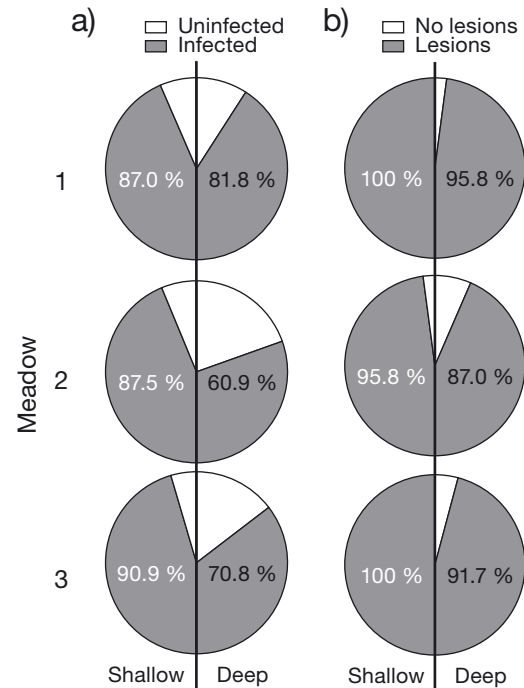 a)
Uninfected
Infected
b)
No lesions
Lesions
Meadow
1
87.0 %
81.8 %
100 %
95.8 %
2
87.5 %
60.9 %
95.8 %
87.0 %
3
90.9 %
70.8 %
100 %
91.7 %
Shallow
Deep
Shallow
Deep